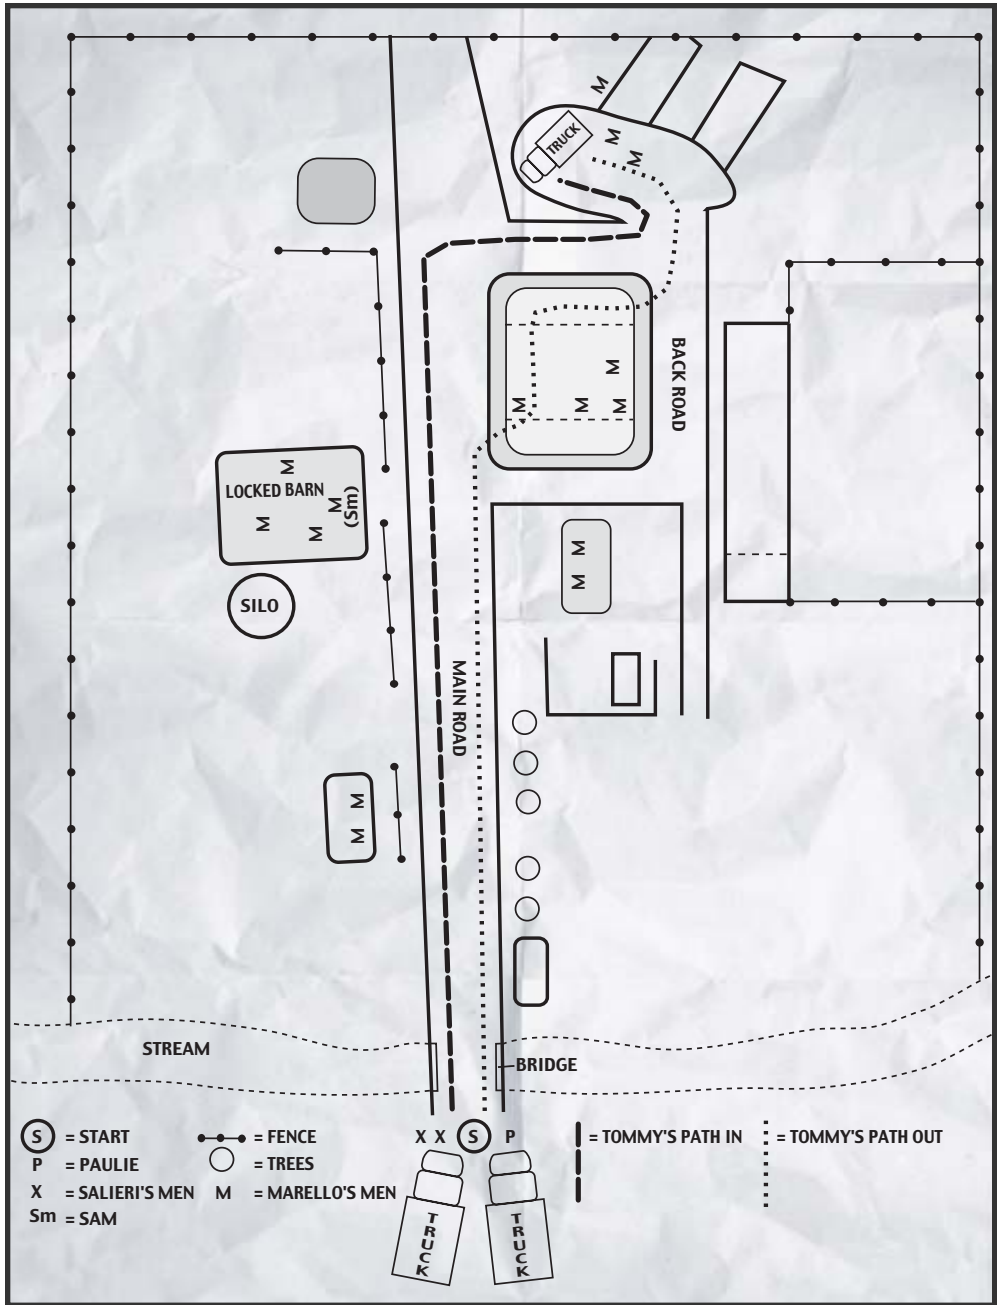 M
TRUCK
M
M
BACK ROAD
M
M
M
M
M
LOCKED BARN
M
(Sm)
M
M
M
M
SILO
MAIN ROAD
M
M
STREAM
BRIDGE
S = START
P = PAULIE
X = SALIERI'S MEN
Sm = SAM
= FENCE
= TREES
M = MARELLO'S MEN
X X S P
TRUCK
TRUCK
= TOMMY'S PATH IN
= TOMMY'S PATH OUT